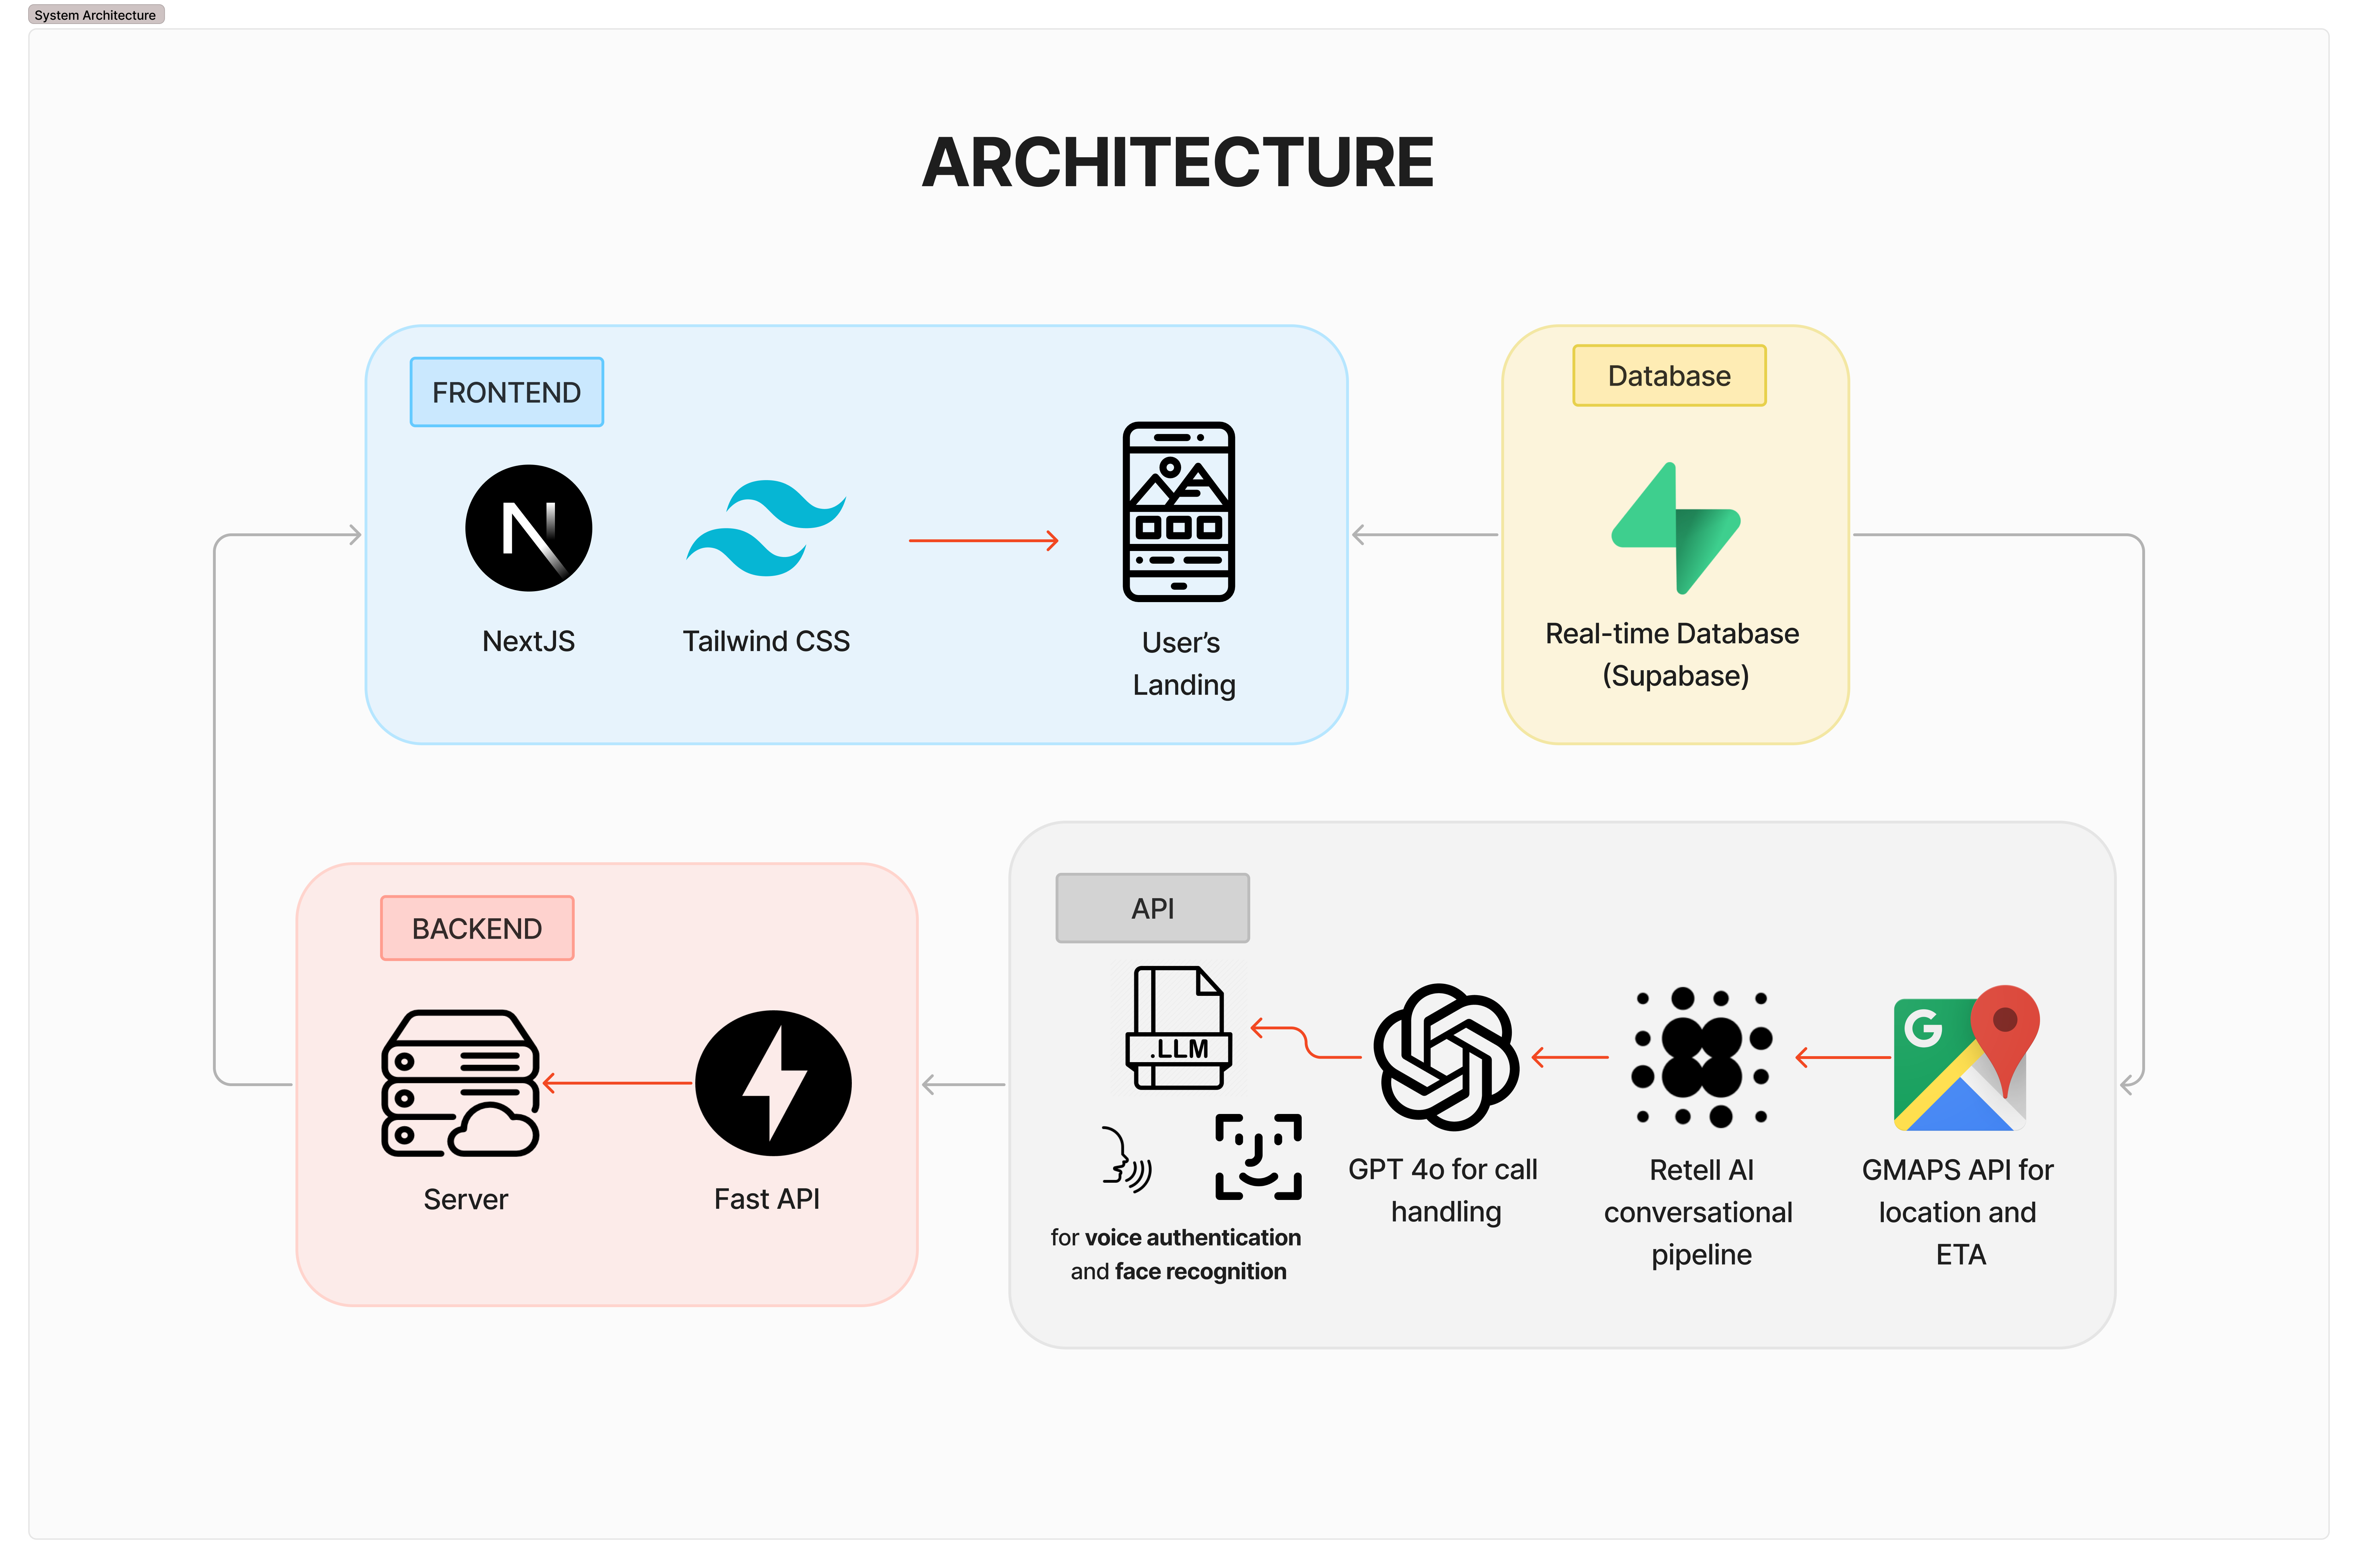 System Architecture
ARCHITECTURE
FRONTEND
NextJS
Tailwind CSS
User’s
Landing
Database
Real-time Database
(Supabase)
BACKEND
Server
Fast API
API
.LLM
for voice authentication
and face recognition
GPT 4o for call
handling
Retell AI
conversational
pipeline
G
GMAPS API for
location and
ETA